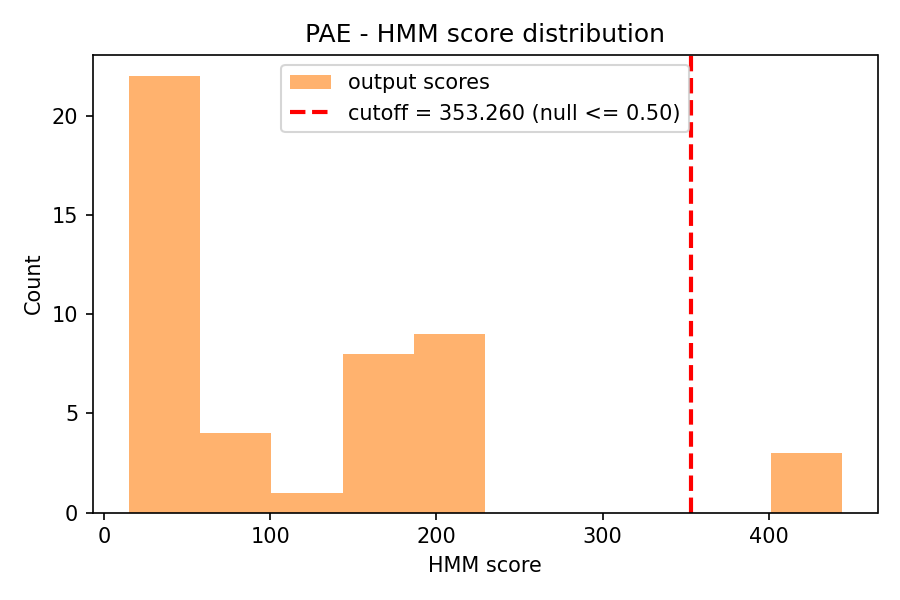 PAE - HMM score distribution
output scores
cutoff = 353.260 (null <= 0.50)
Count
20
15
10
5
0
0 100 200 300 400
HMM score